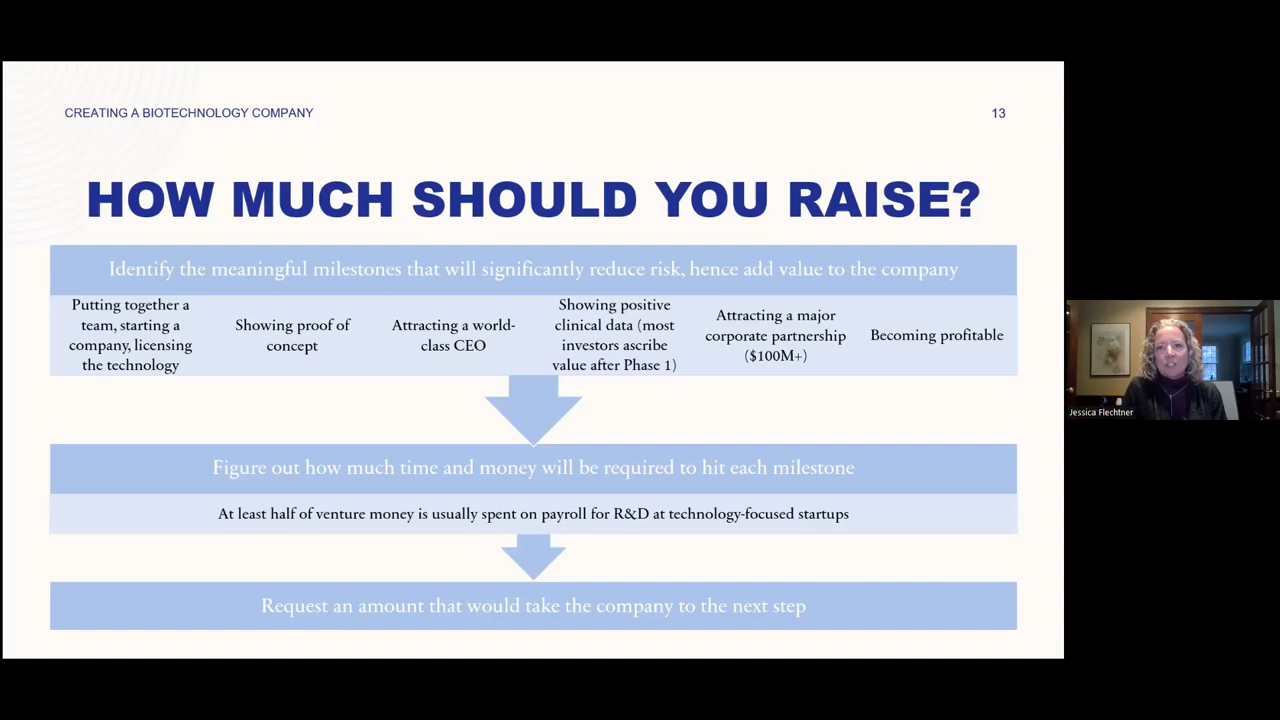 CREATING A BIOTECHNOLOGY COMPANY
13
HOW MUCH SHOULD YOU RAISE?
Identify the meaningful milestones that will significantly reduce risk, hence add value to the company
Putting together a
team, starting a
company, licensing
the technology
Showing proof of
concept
Attracting a world-
class CEO
Showing positive
clinical data (most
investors ascribe
value after Phase 1)
Attracting a major
corporate partnership
($100M+)
Becoming profitable
Figure out how much time and money will be required to hit each milestone
At least half of venture money is usually spent on payroll for R&D at technology-focused startups
Request an amount that would take the company to the next step
Jessica Flechtner